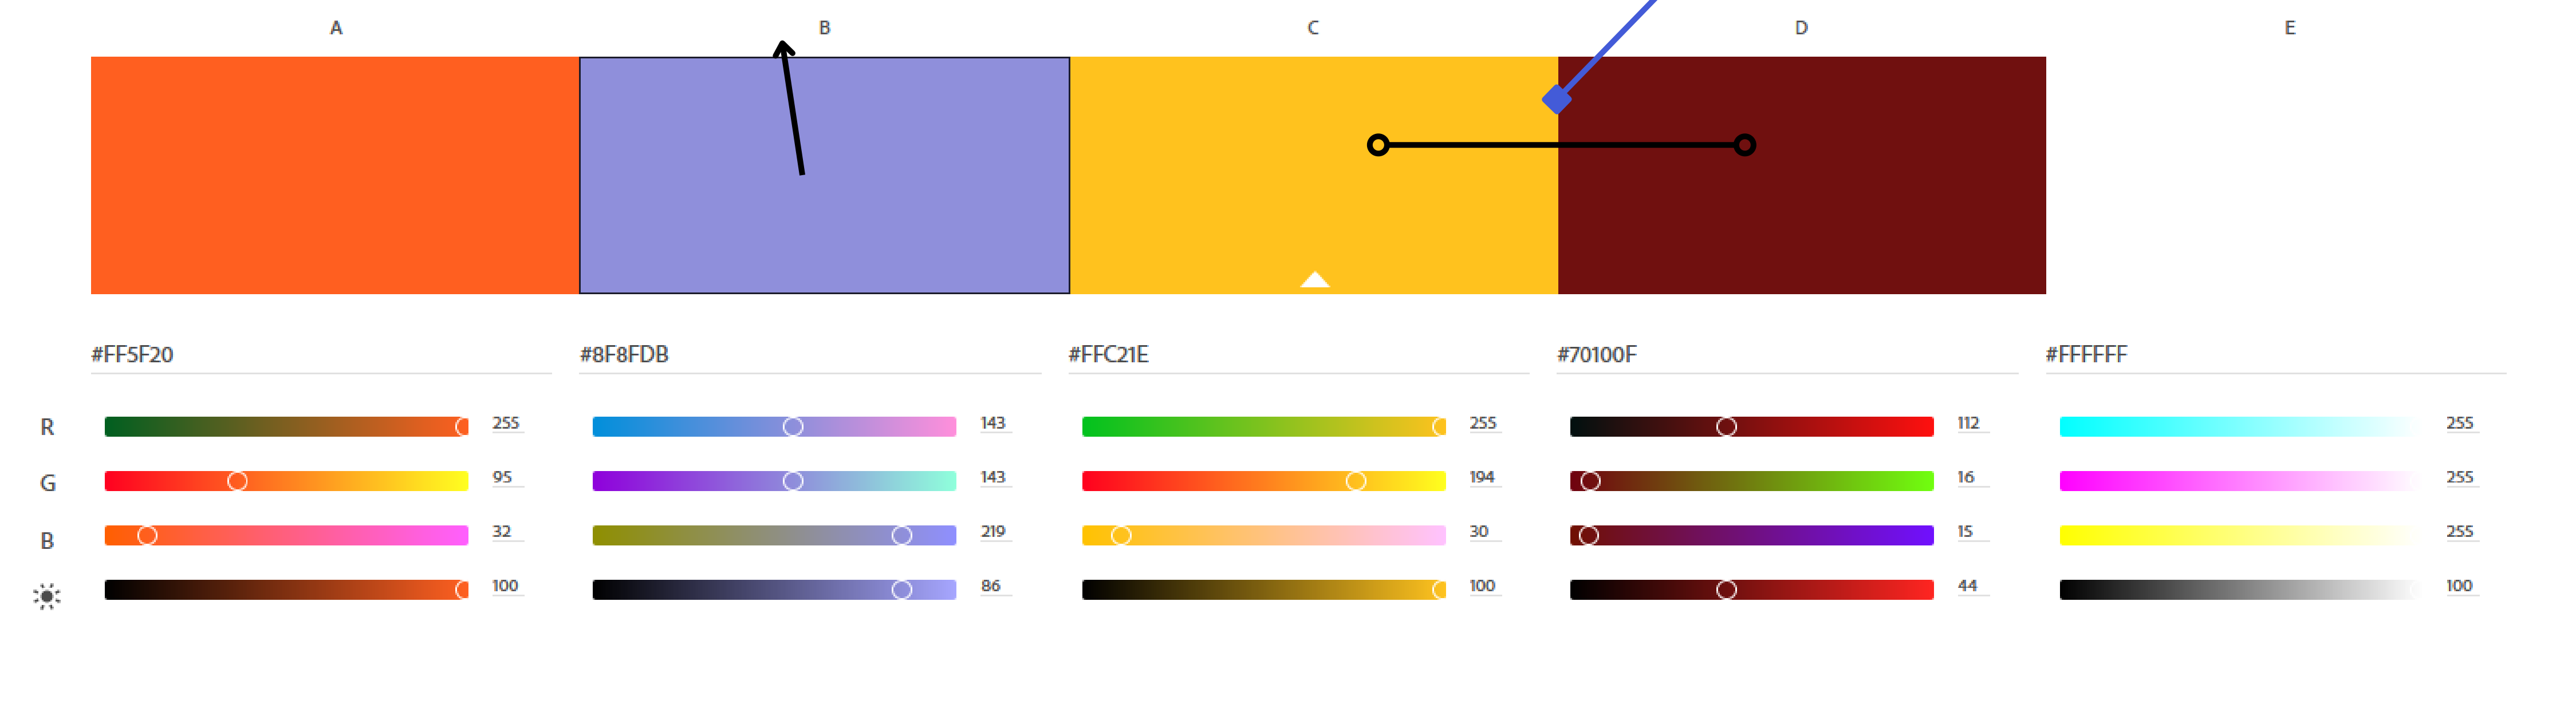 A B C D E
#FF5F20 #8F8FDB #FFC21E #70100F #FFFFFF
R 255 143 255 112 255
G 95 143 194 16 255
B 32 219 30 15 255
100 86 100 44 100